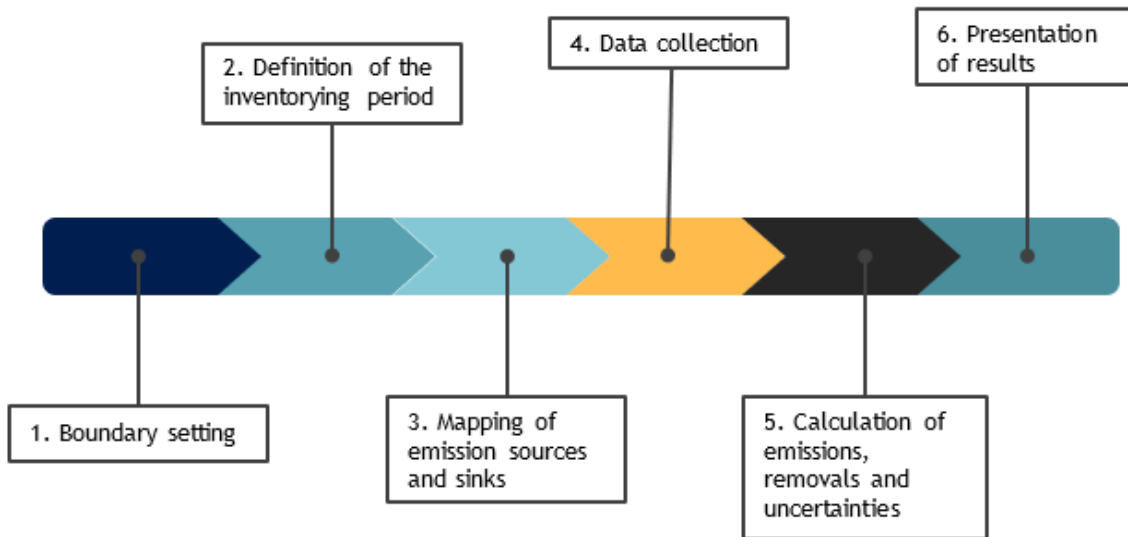 1. Boundary setting
2. Definition of the
inventorying period
3. Mapping of
emission sources
and sinks
4. Data collection
5. Calculation of
emissions,
removals and
uncertainties
6. Presentation
of results